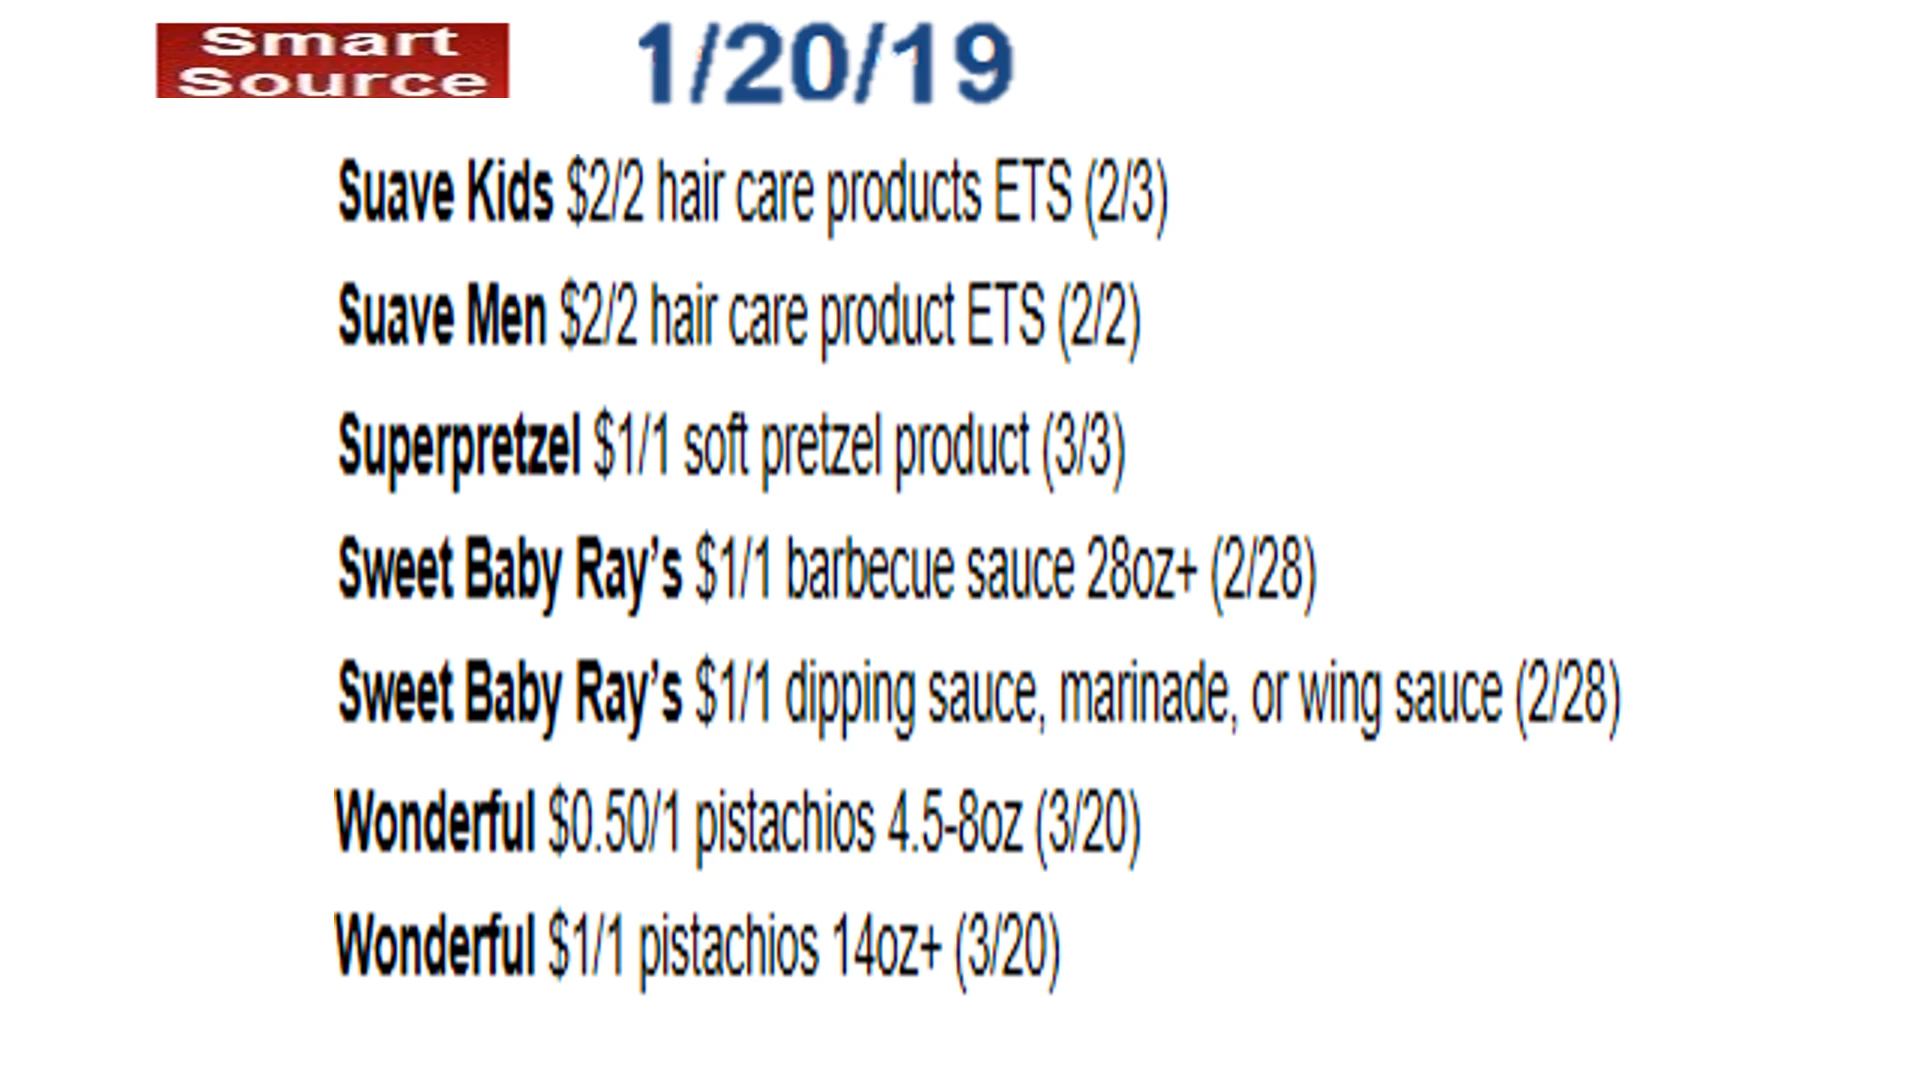 Smart
Source
1/20/19
Suave Kids $2/2 hair care products ETS (2/3)
Suave Men $2/2 hair care product ETS (2/2)
Superpretzel $1/1 soft pretzel product (3/3)
Sweet Baby Ray’s $1/1 barbecue sauce 28oz+ (2/28)
Sweet Baby Ray’s $1/1 dipping sauce, marinade, or wing sauce (2/28)
Wonderful $0.50/1 pistachios 4.5-8oz (3/20)
Wonderful $1/1 pistachios 14oz+ (3/20)